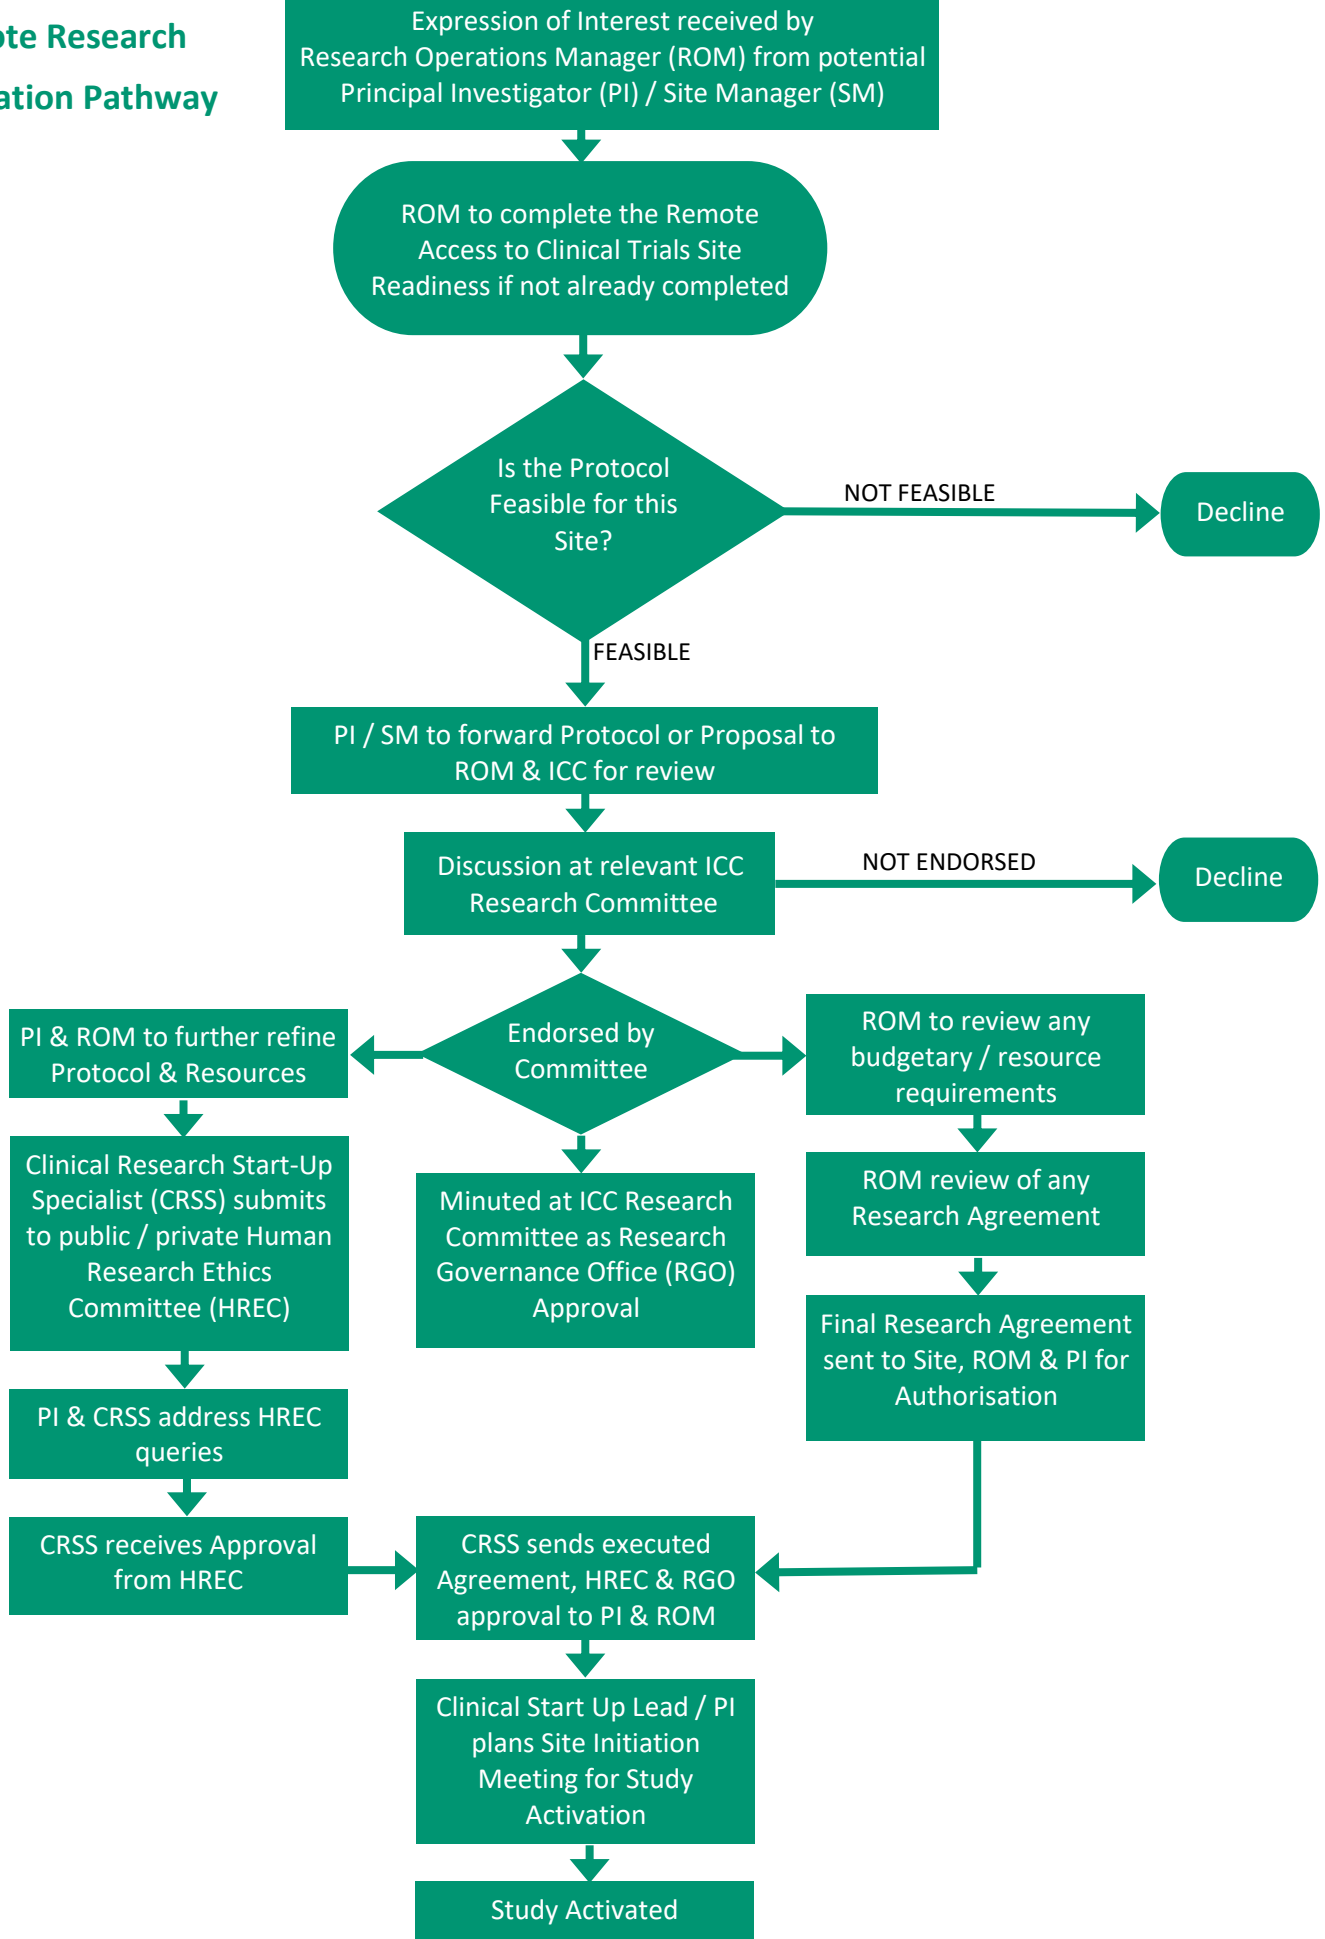 Research
Pathway
Expression of Interest received by
Research Operations Manager (ROM) from potential
Principal Investigator (PI) / Site Manager (SM)
ROM to complete the Remote
Access to Clinical Trials Site
Readiness if not already completed
Is the Protocol
Feasible for this
Site?
NOT FEASIBLE
Decline
FEASIBLE
PI / SM to forward Protocol or Proposal to
ROM & ICC for review
Discussion at relevant ICC
Research Committee
NOT ENDORSED
Decline
Endorsed by
Committee
PI & ROM to further refine
Protocol & Resources
Clinical Research Start-Up
Specialist (CRSS) submits
to public / private Human
Research Ethics
Committee (HREC)
PI & CRSS address HREC
queries
CRSS receives Approval
from HREC
Minuted at ICC Research
Committee as Research
Governance Office (RGO)
Approval
ROM to review any
budgetary / resource
requirements
ROM review of any
Research Agreement
Final Research Agreement
sent to Site, ROM & PI for
Authorisation
CRSS sends executed
Agreement, HREC & RGO
approval to PI & ROM
Clinical Start Up Lead / PI
plans Site Initiation
Meeting for Study
Activation
Study Activated